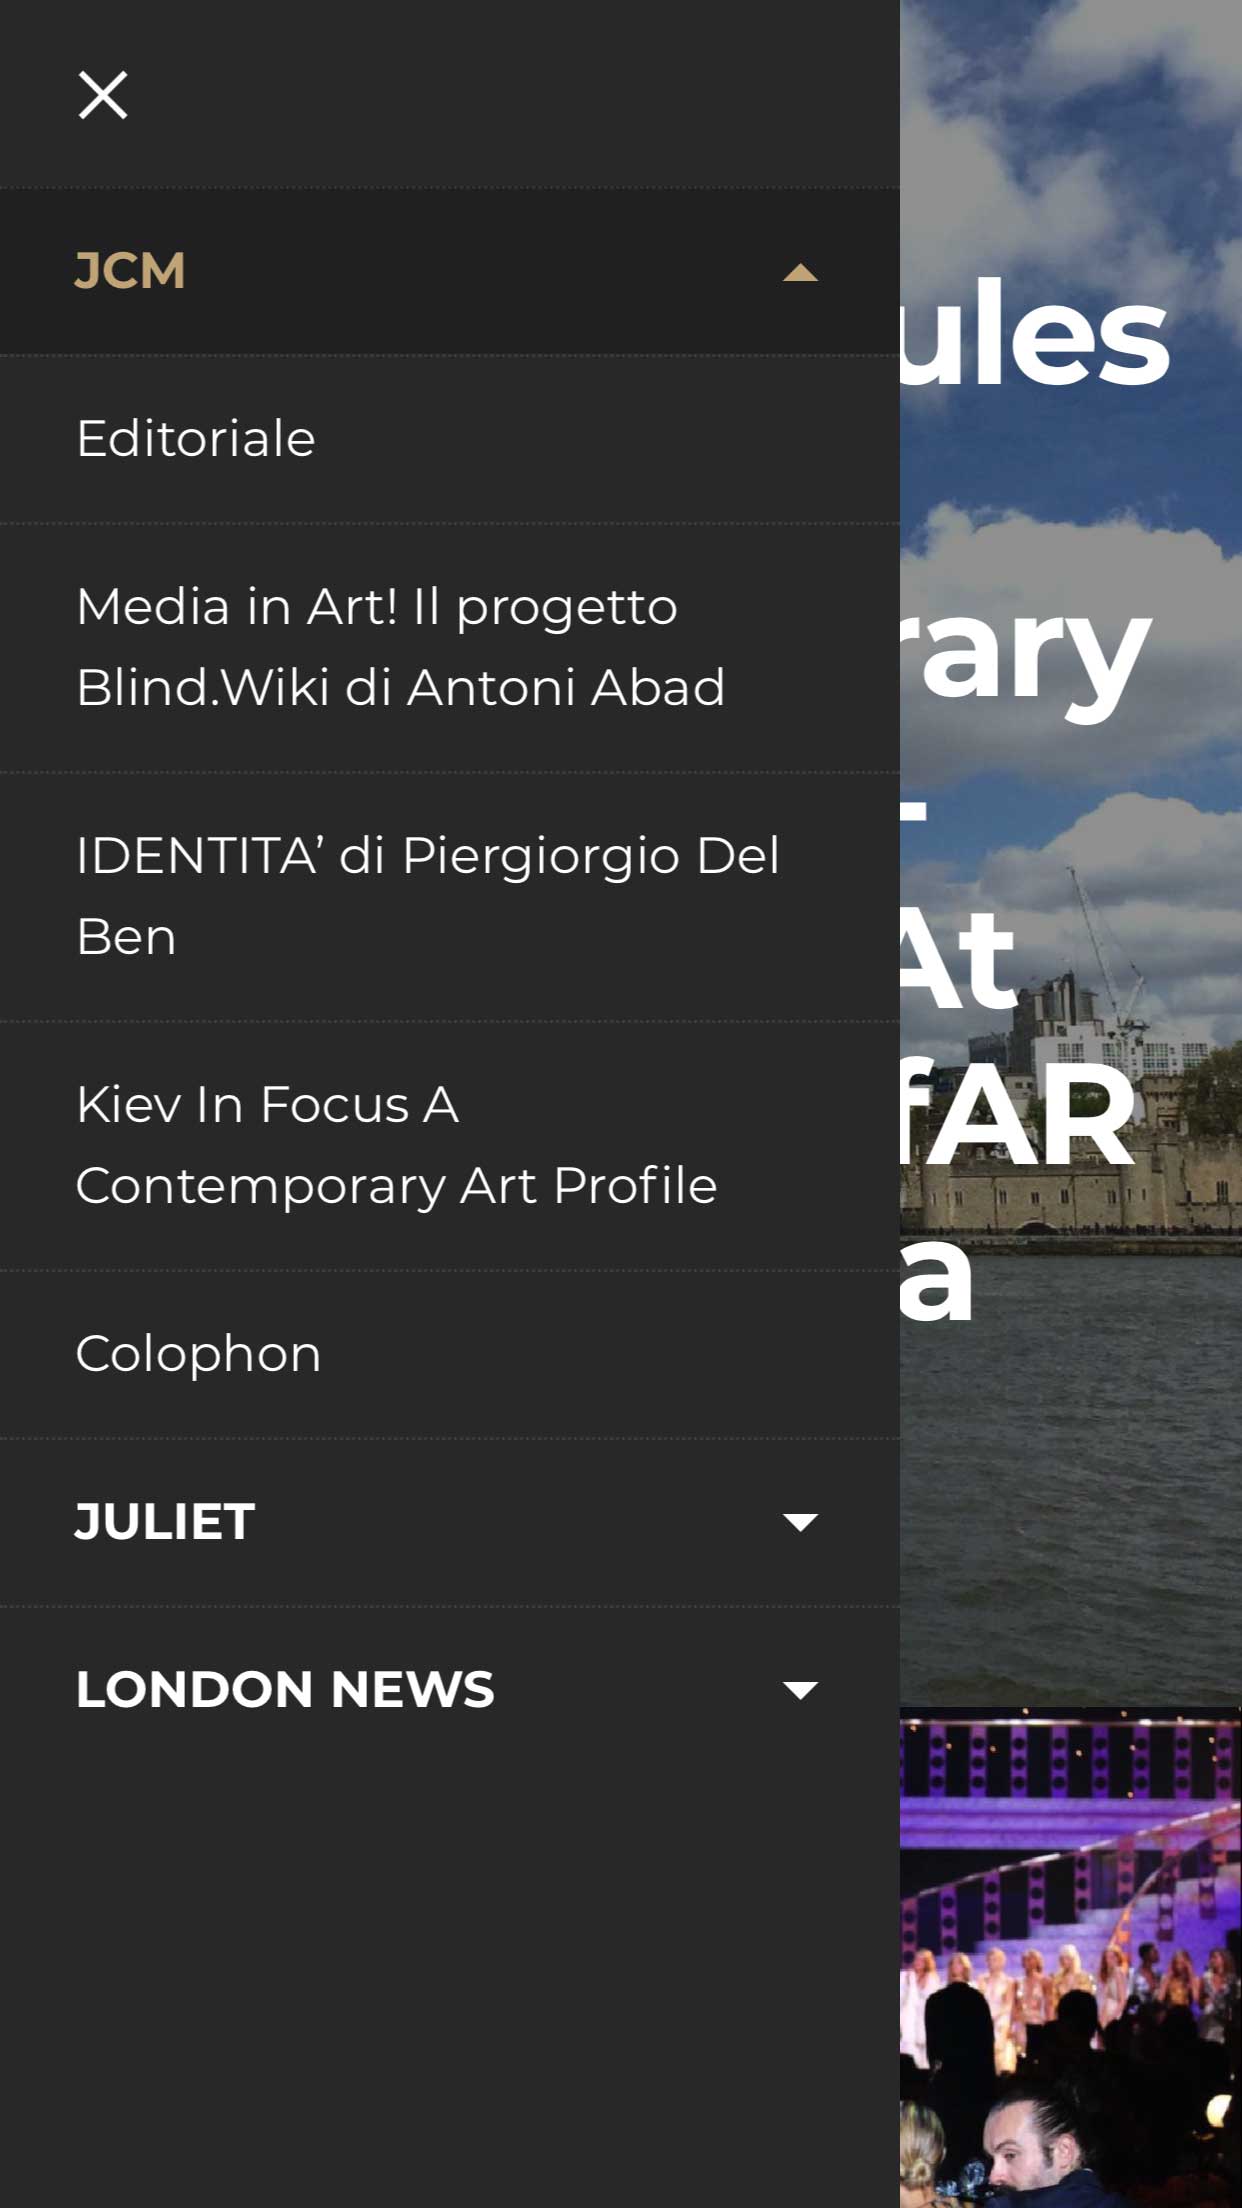 JCM
Editoriale
Media in Art! Il progetto
Blind.Wiki di Antoni Abad
IDENTITA’ di Piergiorgio Del
Ben
Kiev In Focus A
Contemporary Art Profile
Colophon
JULIET
LONDON NEWS
ules
rary
At
fAR
a